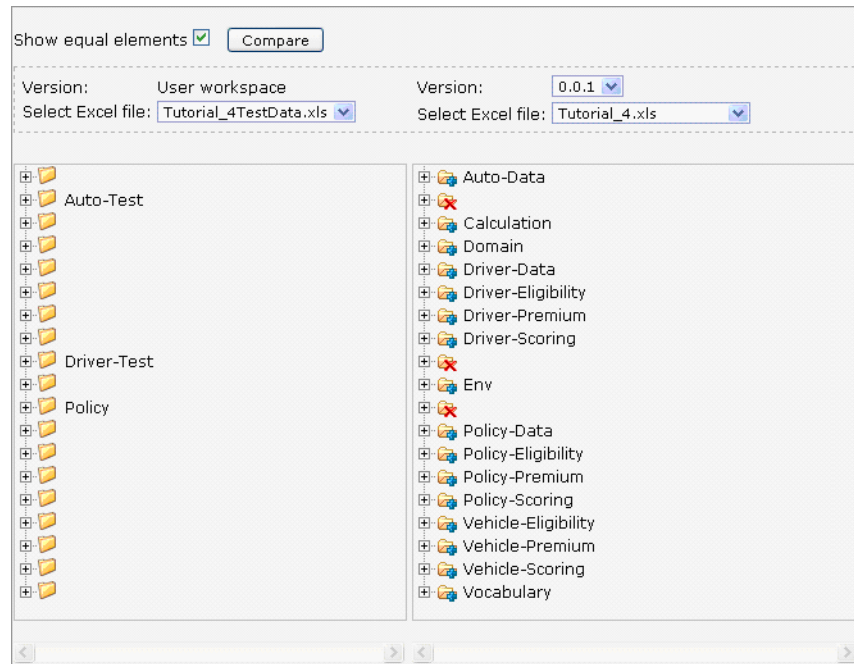 Show equal elements Compare
Version: User workspace Version: 0.0.1
Select Excel file: Tutorial_4TestData.xls Select Excel file: Tutorial_4.xls
Auto-Data
Auto-Test
Calculation
Domain
Driver-Data
Driver-Eligibility
Driver-Premium
Driver-Scoring
Driver-Test
Env
Policy
Policy-Data
Policy-Eligibility
Policy-Premium
Policy-Scoring
Vehicle-Eligibility
Vehicle-Premium
Vehicle-Scoring
Vocabulary